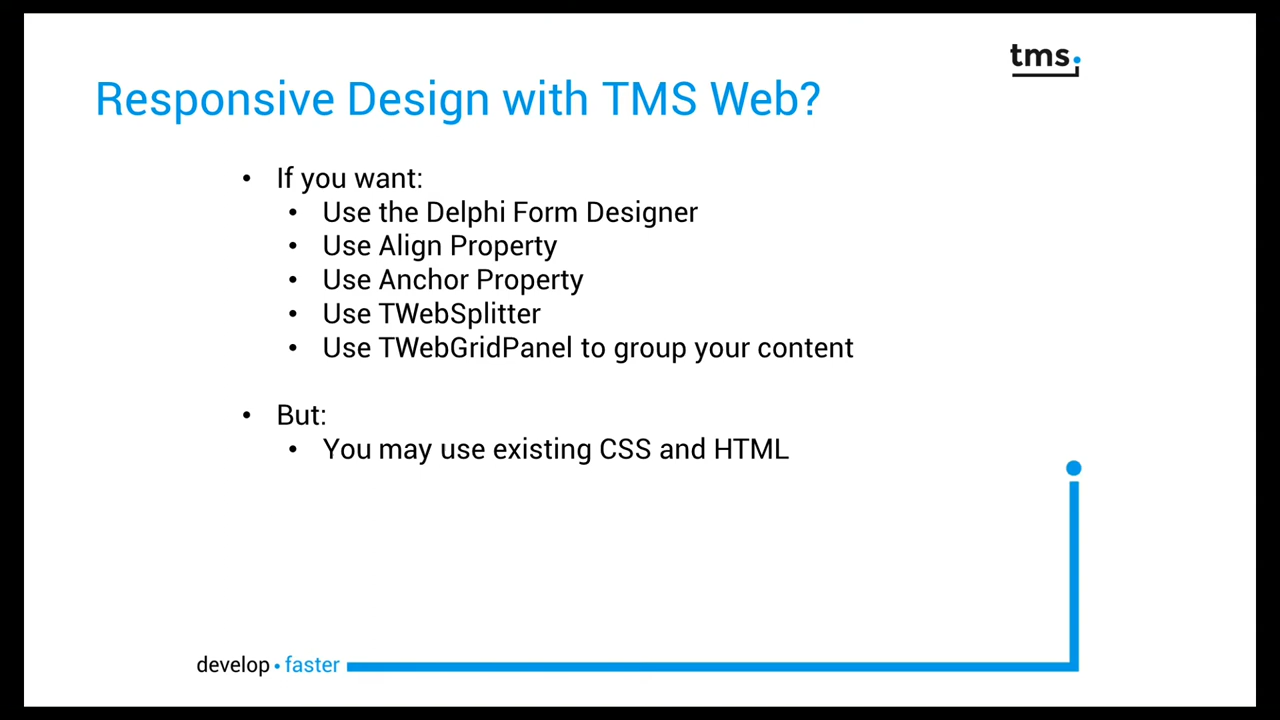 tms.
Responsive Design with TMS Web?
• If you want:
• Use the Delphi Form Designer
• Use Align Property
• Use Anchor Property
• Use TWebSplitter
• Use TWebGridPanel to group your content
• But:
• You may use existing CSS and HTML
develop • faster